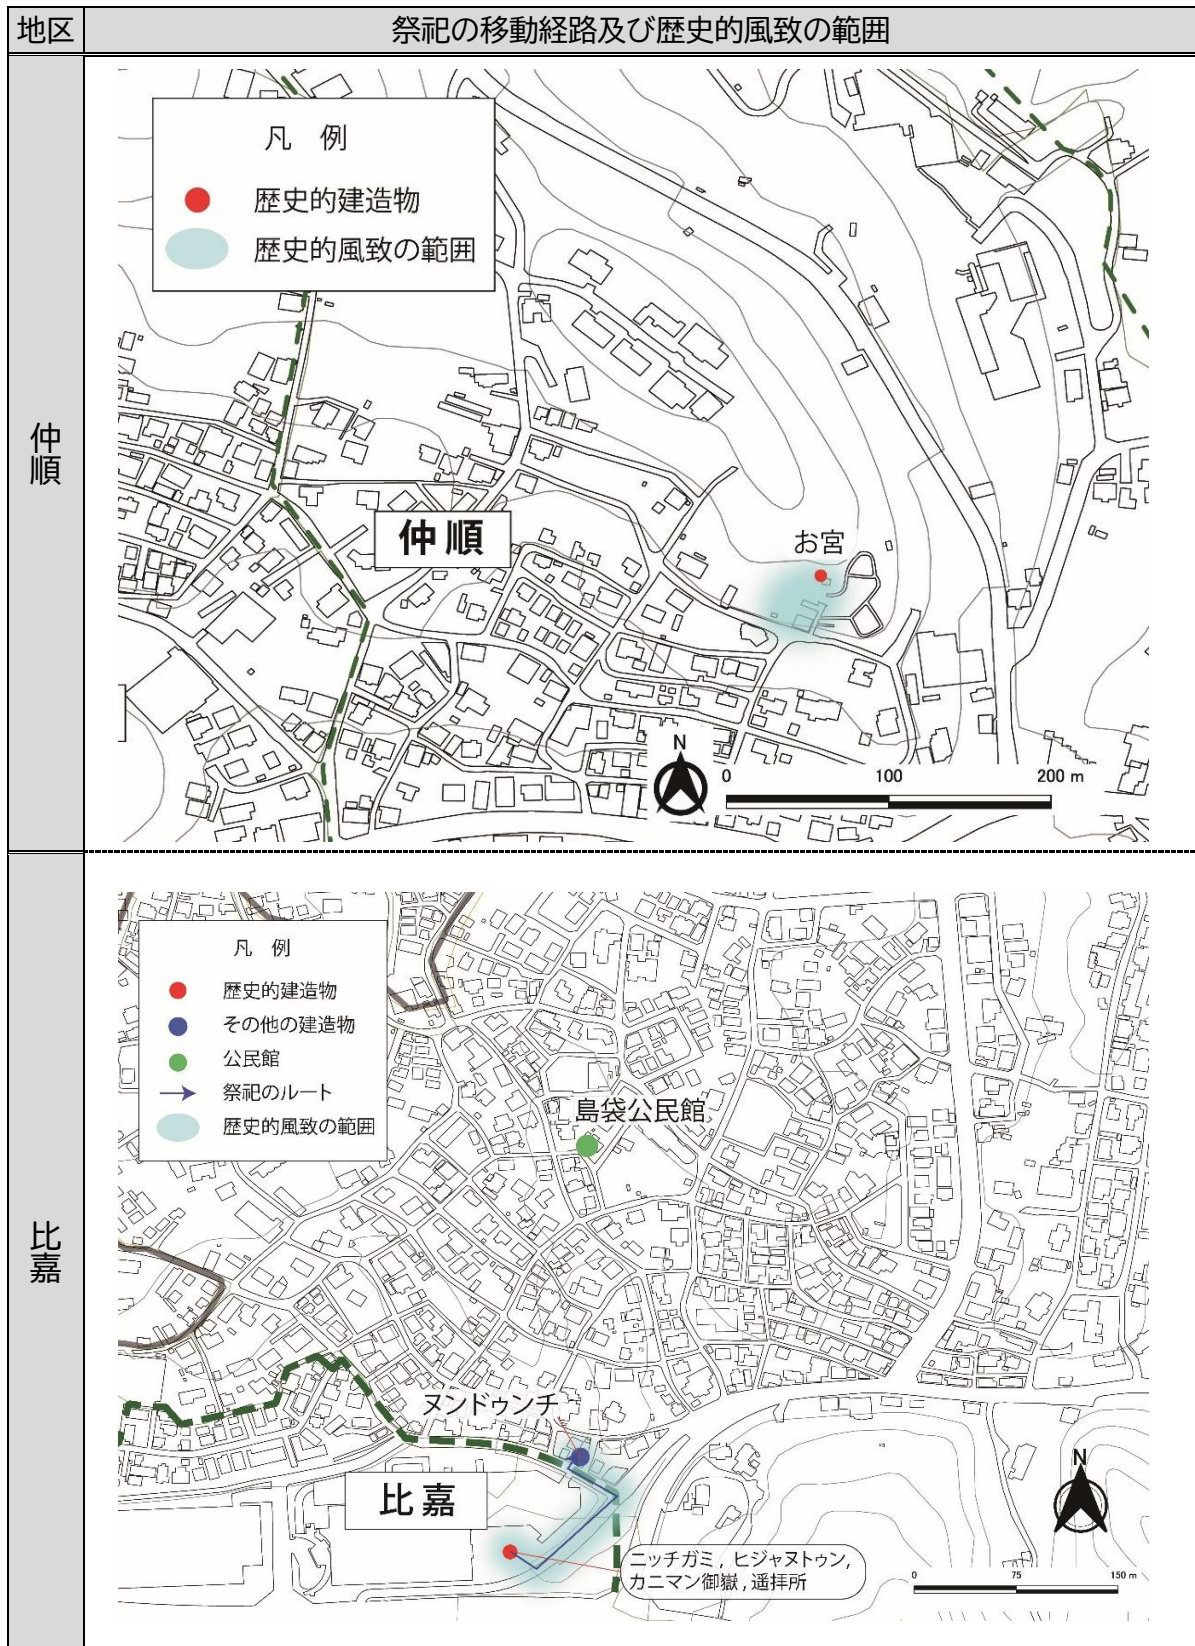 地区
祭祀の移動経路及び歴史的風致の範囲
仲順
凡 例
歴史的建造物
歴史的風致の範囲
仲順
お宮
N
0 100 200 m
比嘉
凡 例
歴史的建造物
その他の建造物
公民館
祭祀のルート
歴史的風致の範囲
島袋公民館
ヌンドゥンチ
比嘉
N
ニッチガミ, ヒジャヌトゥン,
カニマン御嶽, 遥拝所
0 75 150 m